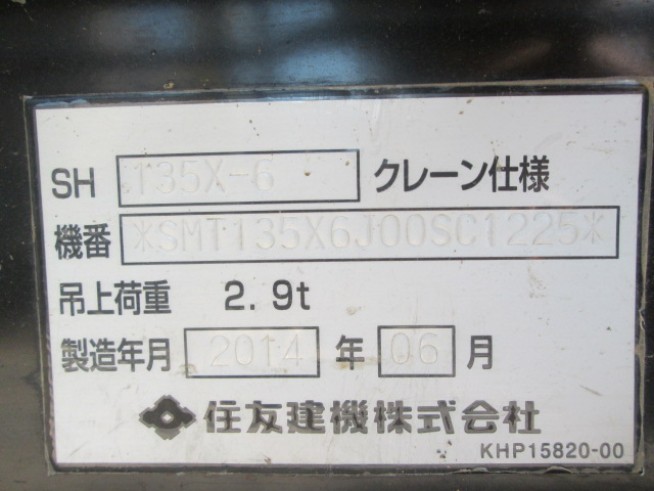 SH 135X-6 クレーン仕様
機番 *SMT135X6J00SC1225*
吊上荷重 2.9t
製造年月 2014 年 06 月
住友建機株式会社
KHP15820-00